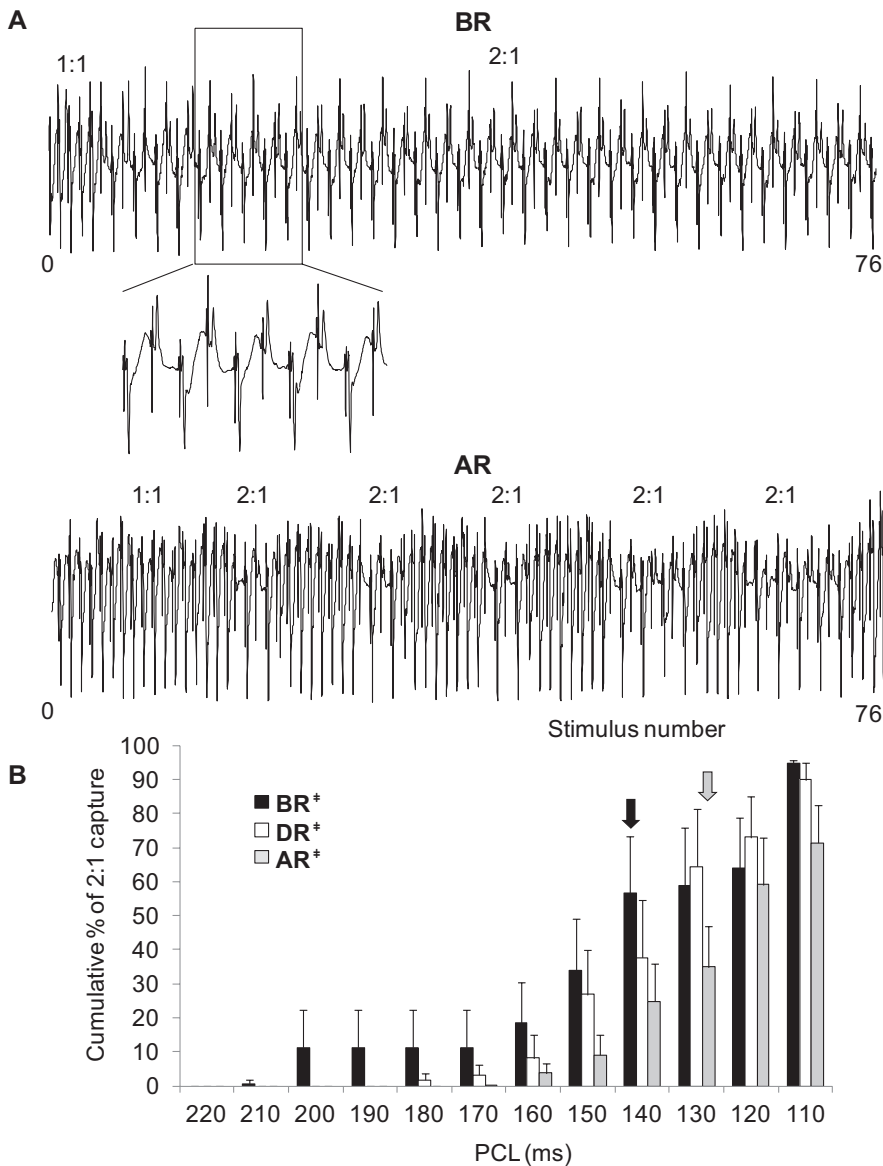 A
BR
1:1 2:1
0 76
AR
1:1 2:1 2:1 2:1 2:1 2:1
0 76
Stimulus number
B
100
90
80
70
60
50
40
30
20
10
0
Cumulative % of 2:1 capture
BR‡
DR‡
AR‡
220 210 200 190 180 170 160 150 140 130 120 110
PCL (ms)